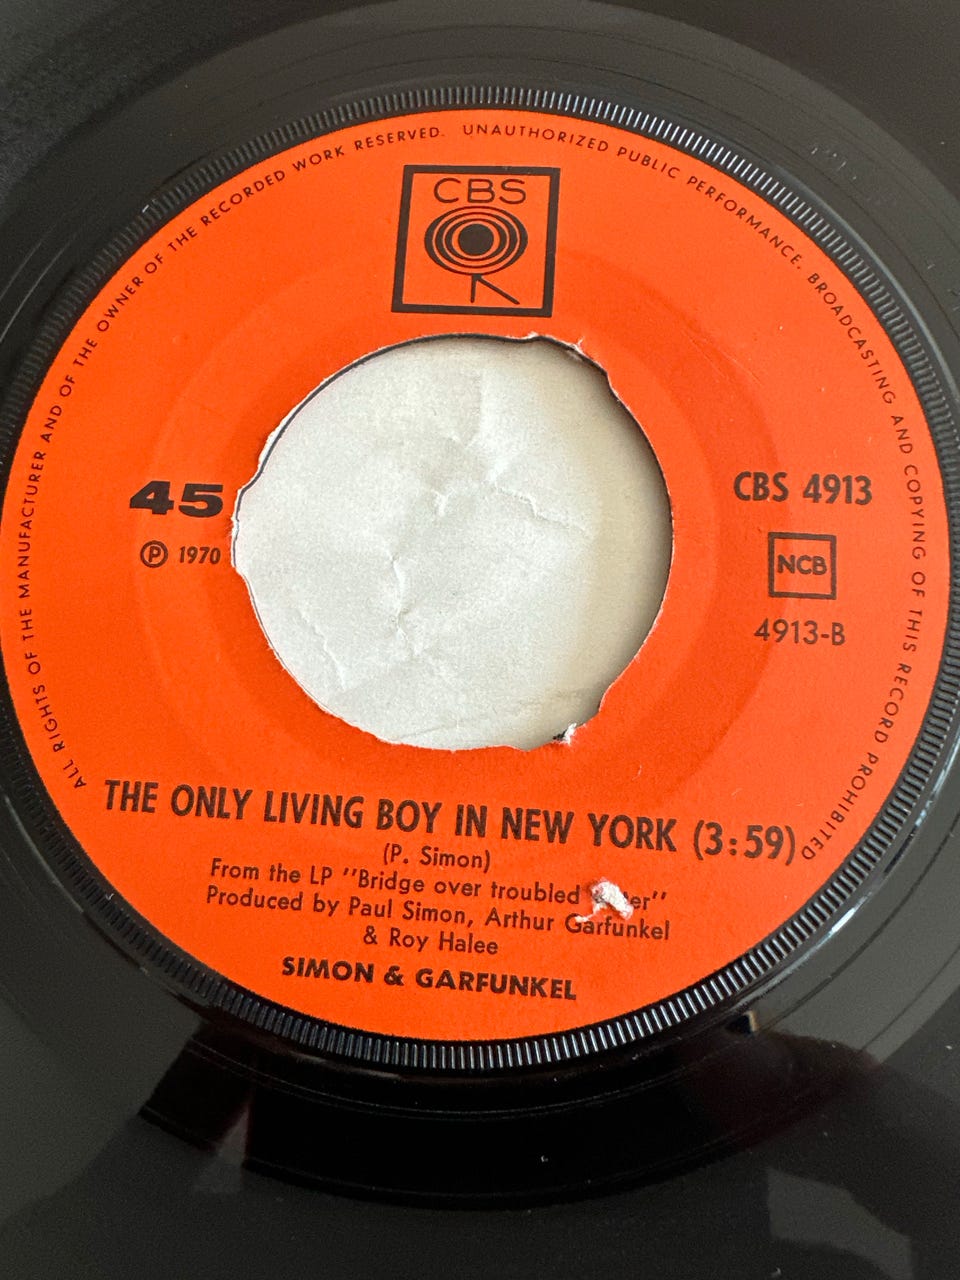 ALL RIGHTS OF THE MANUFACTURER AND OF THE OWNER OF THE RECORDED WORK RESERVED. UNAUTHORIZED PUBLIC PERFORMANCE. BROADCASTING AND COPYING OF THIS RECORD PROHIBITED
CBS
45
℗ 1970
CBS 4913
NCB
4913-B
THE ONLY LIVING BOY IN NEW YORK (3:59)
(P. Simon)
From the LP "Bridge over troubled
Produced by Paul Simon, Arthur Garfunkel
& Roy Halee
SIMON & GARFUNKEL